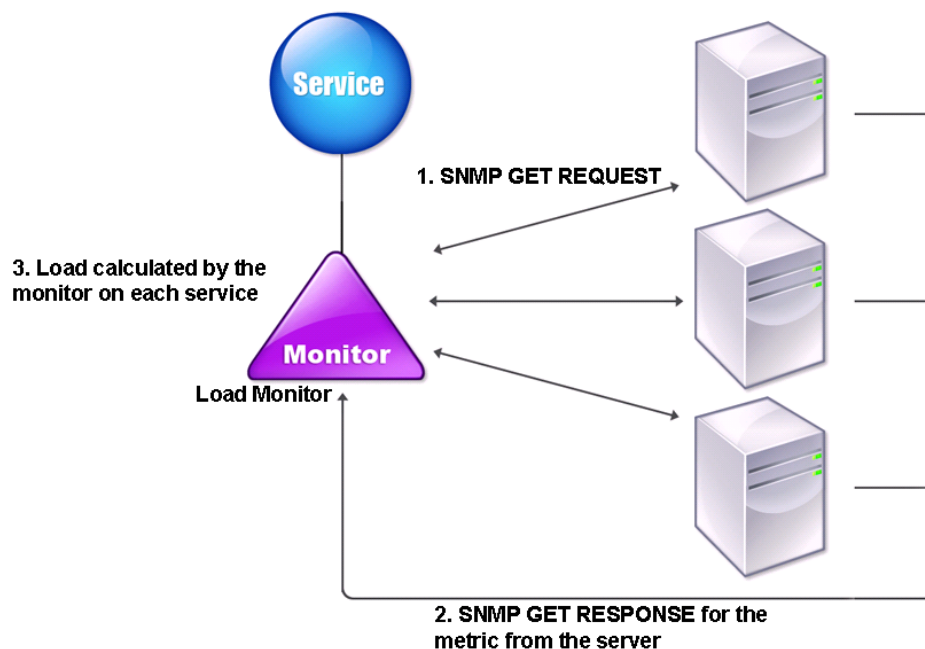 Service
1. SNMP GET REQUEST
3. Load calculated by the
monitor on each service
Monitor
Load Monitor
2. SNMP GET RESPONSE for the
metric from the server